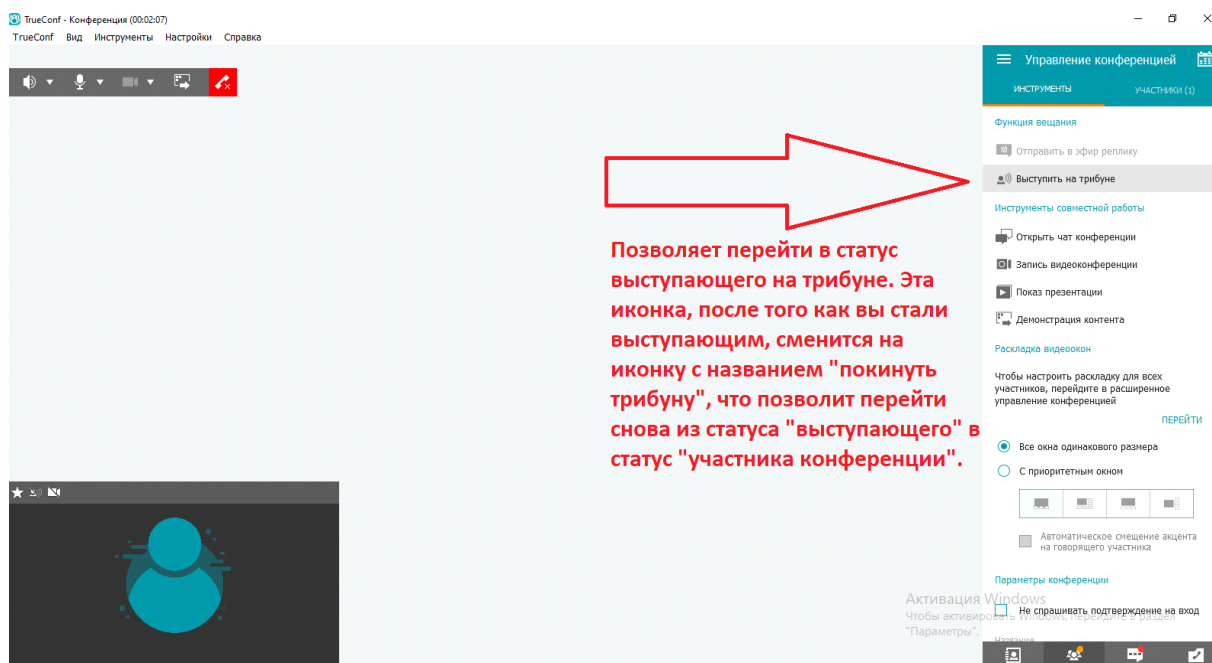 TrueConf - Конференция (00:02:07)
TrueConf Вид Инструменты Настройки Справка
Управление конференцией
ИНСТРУМЕНТЫ
УЧАСТНИКИ (1)
Функция вещания
Отправить в эфир реплику
Выступить на трибуне
Инструменты совместной работы
Открыть чат конференции
Запись видеоконференции
Показ презентации
Демонстрация контента
Раскладка видеоокон
Чтобы настроить раскладку для всех
участников, перейдите в расширенное
управление конференцией
ПЕРЕЙТИ
Все окна одинакового размера
С приоритетным окном
Автоматическое смещение акцента
на говорящего участника
Параметры конференции
Не спрашивать подтверждение на вход
Название
Позволяет перейти в статус
выступающего на трибуне. Эта
иконка, после того как вы стали
выступающим, сменится на
иконку с названием "покинуть
трибуну", что позволит перейти
снова из статуса "выступающего" в
статус "участника конференции".
Активация Windows
Чтобы активировать Windows, перейдите в раздел
"Параметры".